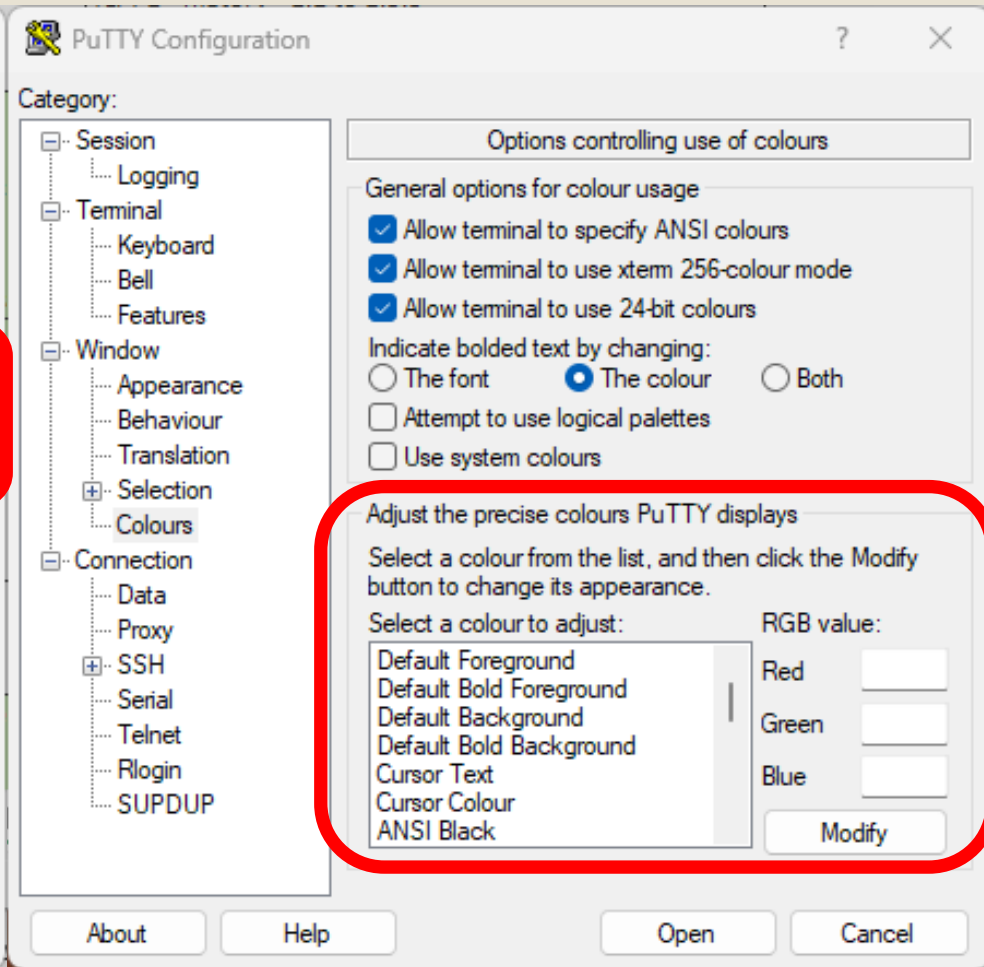 PuTTY Configuration
?
Category:
Session
Logging
Terminal
Keyboard
Bell
Features
Window
Appearance
Behaviour
Translation
Selection
Colours
Connection
Data
Proxy
SSH
Serial
Telnet
Rlogin
SUPDUP
Options controlling use of colours
General options for colour usage
Allow terminal to specify ANSI colours
Allow terminal to use xterm 256-colour mode
Allow terminal to use 24-bit colours
Indicate bolded text by changing:
The font The colour Both
Attempt to use logical palettes
Use system colours
Adjust the precise colours PuTTY displays
Select a colour from the list, and then click the Modify
button to change its appearance.
Select a colour to adjust:
Default Foreground
Default Bold Foreground
Default Background
Default Bold Background
Cursor Text
Cursor Colour
ANSI Black
RGB value:
Red
Green
Blue
Modify
About Help Open Cancel